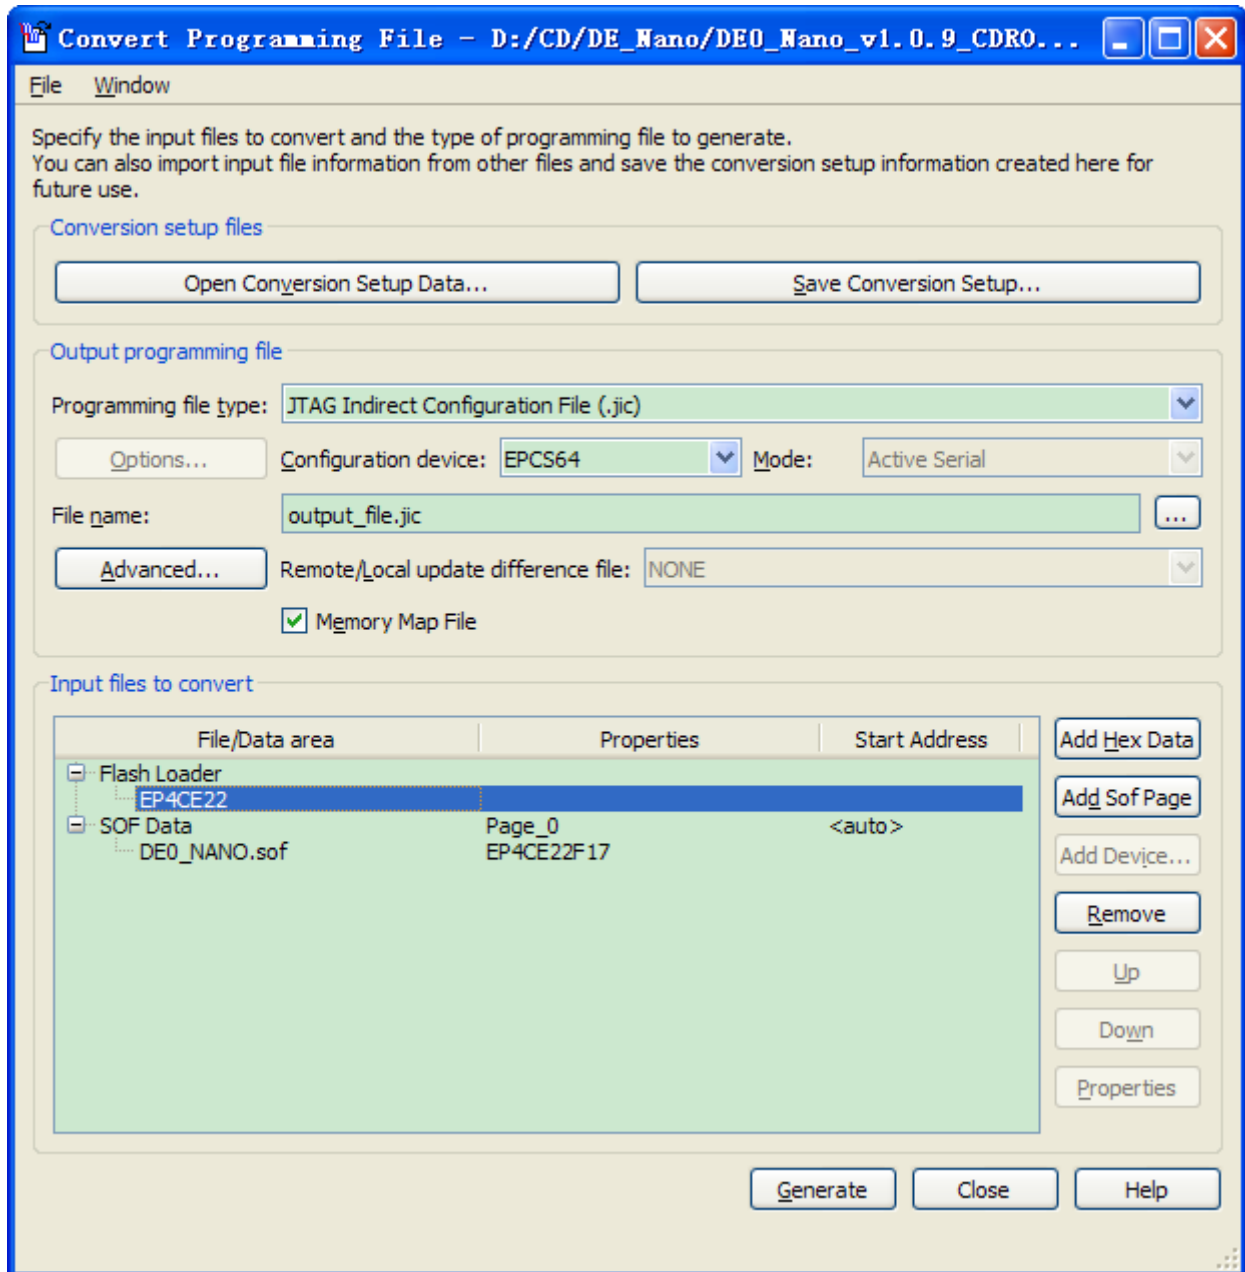 Convert Programming File - D:/CD/DE_Nano/DE0_Nano_v1.0.9_CDRO...
File Window
Specify the input files to convert and the type of programming file to generate.
You can also import input file information from other files and save the conversion setup information created here for
future use.
Conversion setup files
Open Conversion Setup Data... Save Conversion Setup...
Output programming file
Programming file type: JTAG Indirect Configuration File (.jic)
Options... Configuration device: EPCS64 Mode: Active Serial
File name: output_file.jic ...
Advanced... Remote/Local update difference file: NONE
Memory Map File
Input files to convert
File/Data area Properties Start Address Add Hex Data
Flash Loader
EP4CE22 Add Sof Page
SOF Data Page_0 <auto>
DE0_NANO.sof EP4CE22F17 Add Device...
Remove
Up
Down
Properties
Generate Close Help